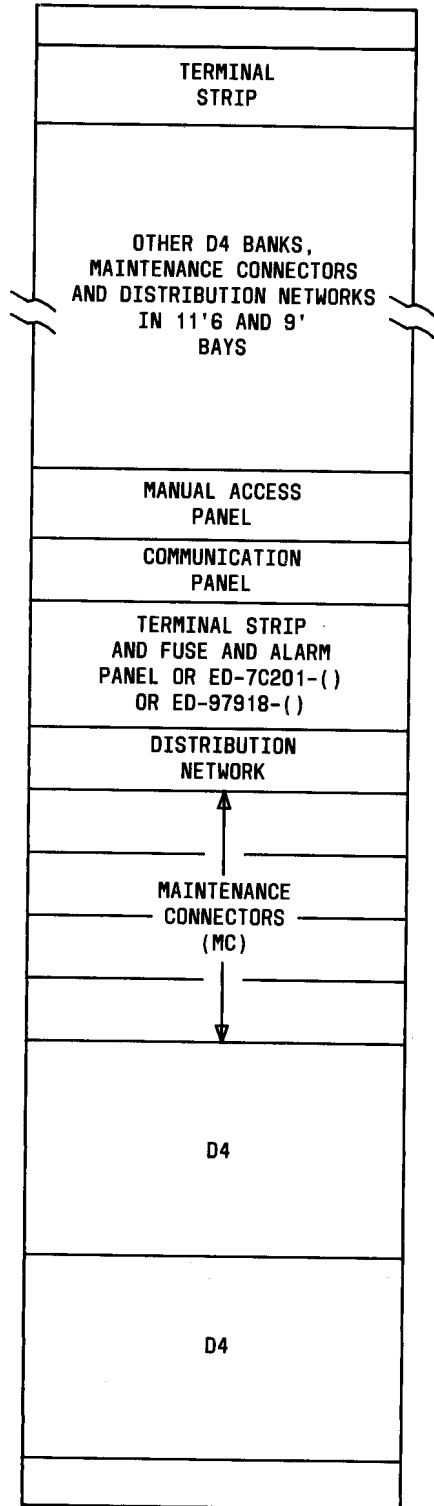 TERMINAL
STRIP
OTHER D4 BANKS,
MAINTENANCE CONNECTORS
AND DISTRIBUTION NETWORKS
IN 11'6 AND 9'
BAYS
MANUAL ACCESS
PANEL
COMMUNICATION
PANEL
TERMINAL STRIP
AND FUSE AND ALARM
PANEL OR ED-7C201-()
OR ED-97918-()
DISTRIBUTION
NETWORK
MAINTENANCE
CONNECTORS
(MC)
D4
D4